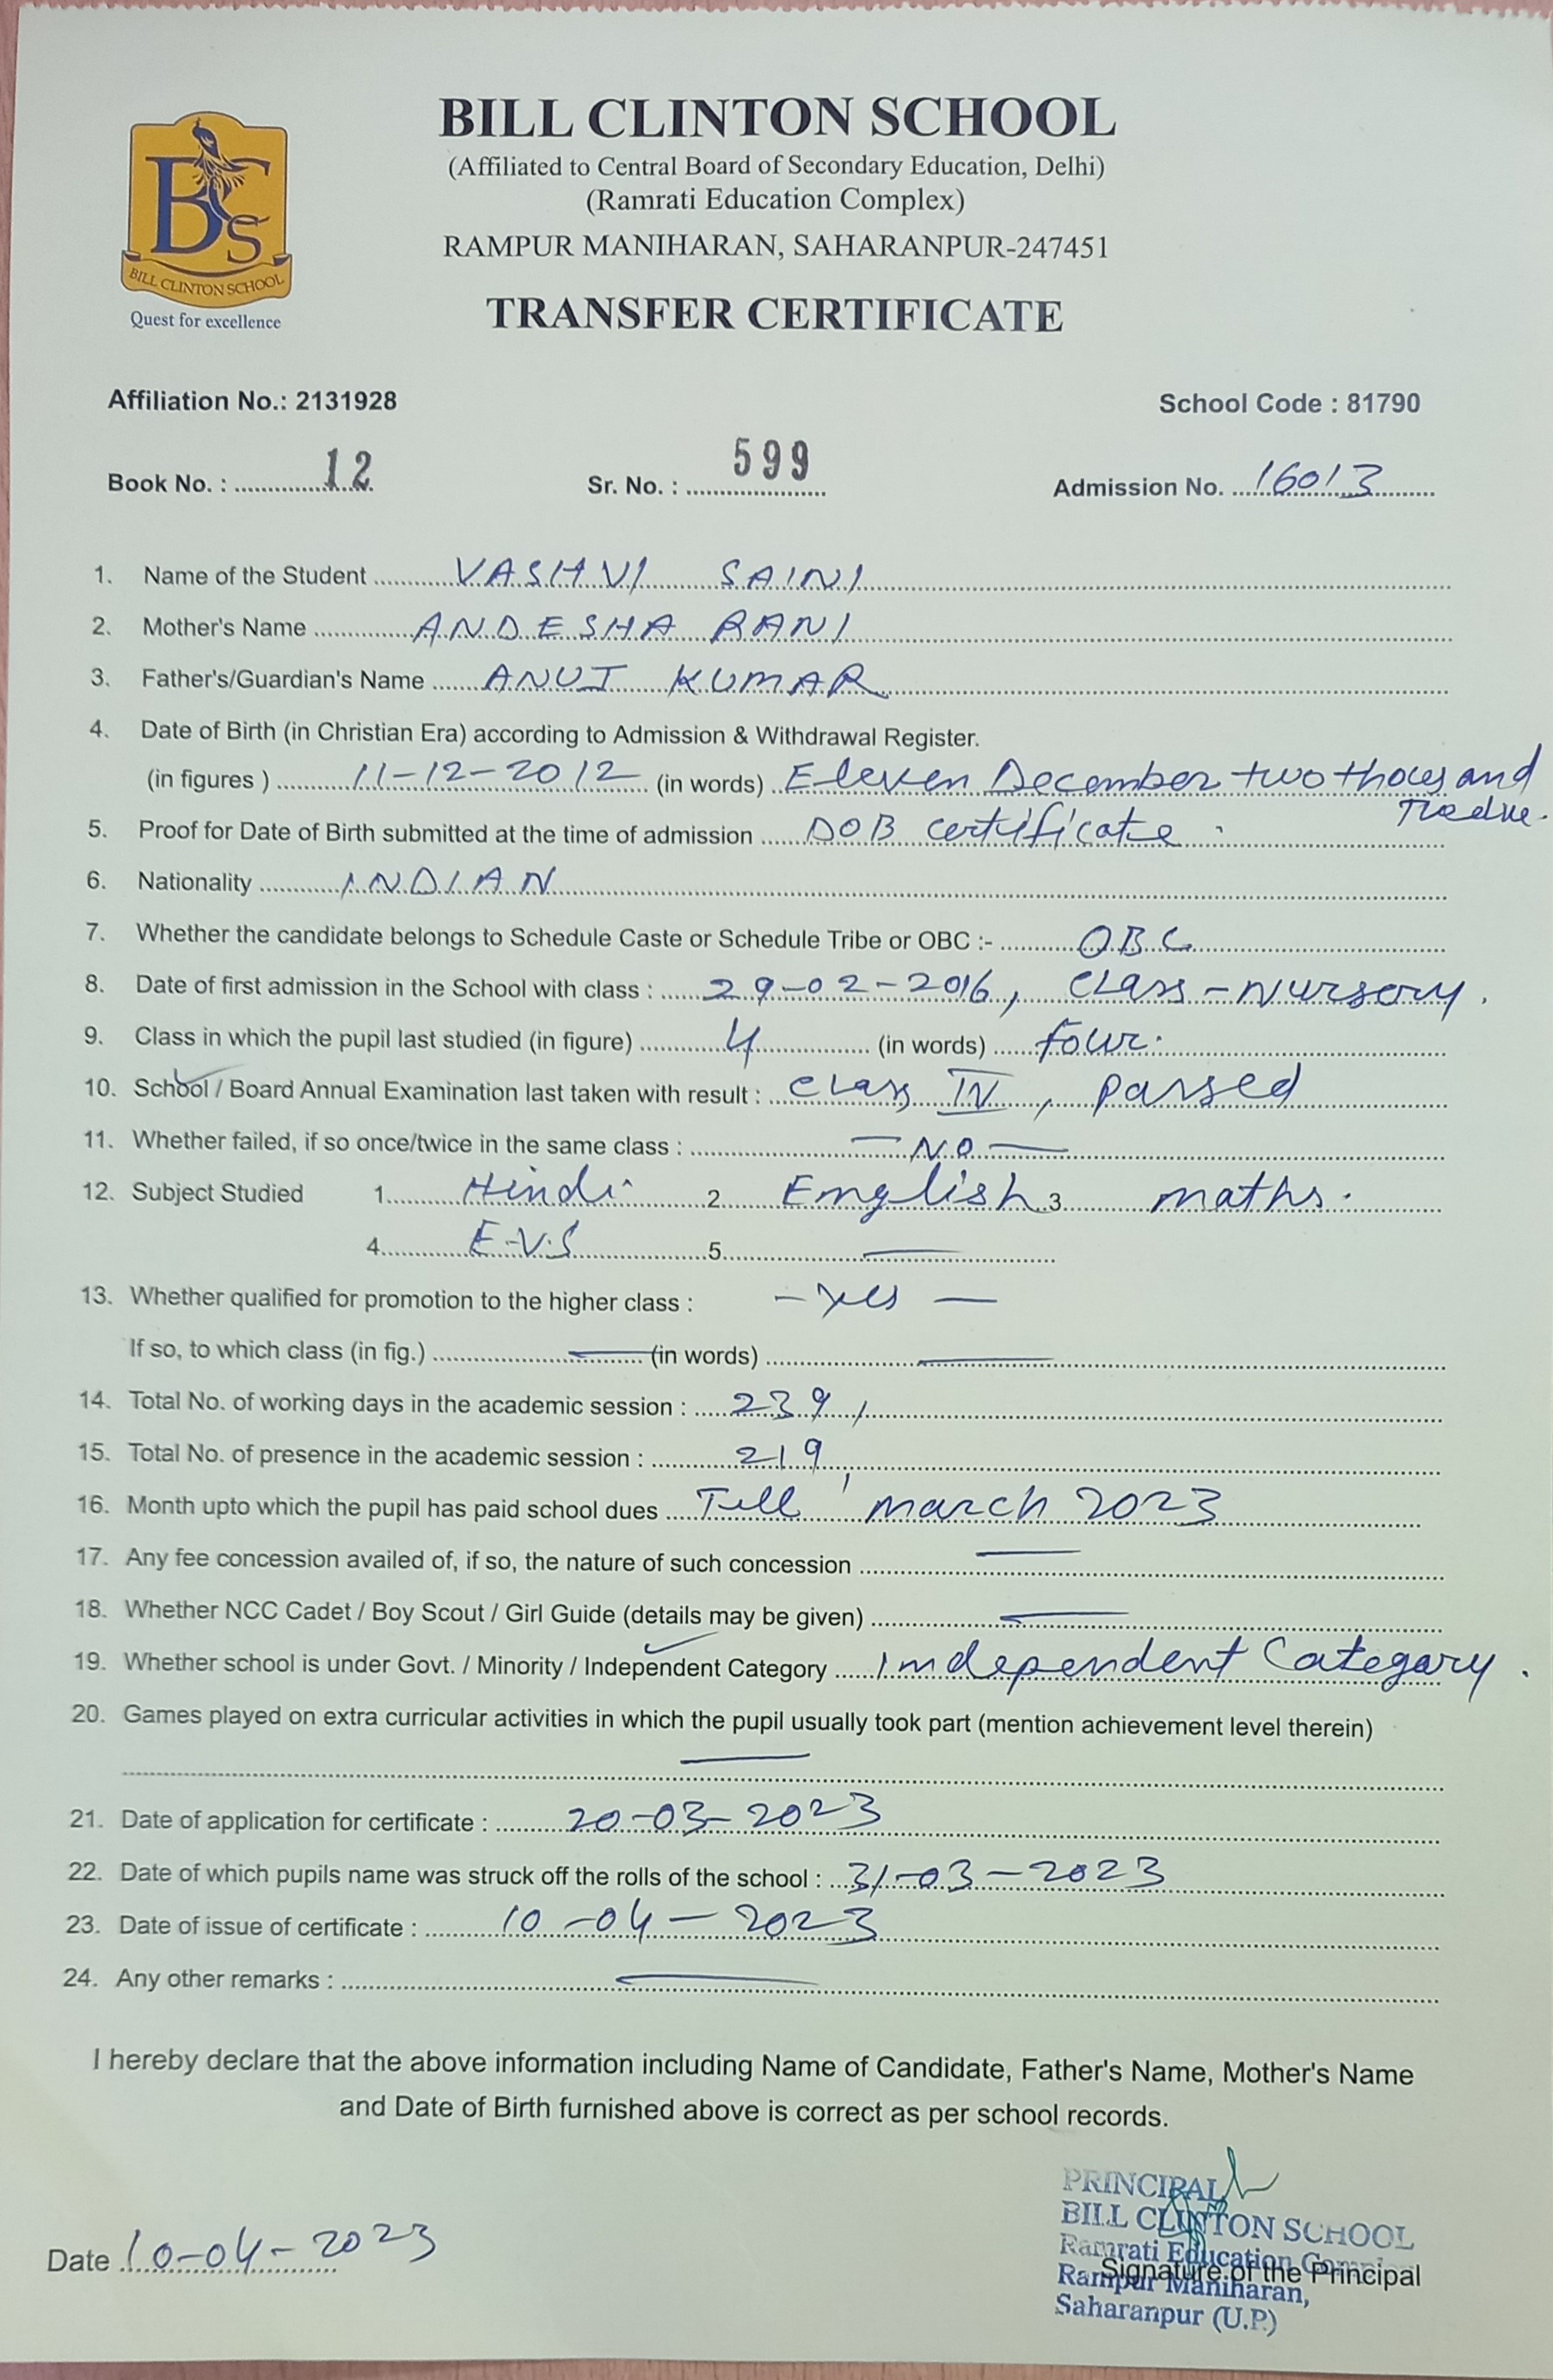 BILL CLINTON SCHOOL
(Affiliated to Central Board of Secondary Education, Delhi)
(Ramrati Education Complex)
RAMPUR MANIHARAN, SAHARANPUR-247451
TRANSFER CERTIFICATE
BCS
BILL CLINTON SCHOOL
Quest for excellence
Affiliation No.: 2131928 School Code : 81790
Book No. : 12 Sr. No. : 599 Admission No. 16013
1. Name of the Student VASHVI SAINI
2. Mother's Name ANDESHA RANI
3. Father's/Guardian's Name ANUJ KUMAR
4. Date of Birth (in Christian Era) according to Admission & Withdrawal Register.
(in figures ) 11-12-2012 (in words) Eleven December two thousand
5. Proof for Date of Birth submitted at the time of admission DOB certificate.
6. Nationality INDIAN
7. Whether the candidate belongs to Schedule Caste or Schedule Tribe or OBC :- OBC
8. Date of first admission in the School with class : 29-02-2016, class - nursery.
9. Class in which the pupil last studied (in figure) 4 (in words) four.
10. School / Board Annual Examination last taken with result : class IV, passed
11. Whether failed, if so once/twice in the same class : — NO —
12. Subject Studied 1. Hindi 2. English 3 maths.
4. E.V.S 5. —
13. Whether qualified for promotion to the higher class : — yes —
If so, to which class (in fig.) — (in words) —
14. Total No. of working days in the academic session : 239,
15. Total No. of presence in the academic session : 219,
16. Month upto which the pupil has paid school dues Till march 2023
17. Any fee concession availed of, if so, the nature of such concession —
18. Whether NCC Cadet / Boy Scout / Girl Guide (details may be given) —
19. Whether school is under Govt. / Minority / Independent Category Independent Category.
20. Games played on extra curricular activities in which the pupil usually took part (mention achievement level therein)
—
21. Date of application for certificate : 20-03-2023
22. Date of which pupils name was struck off the rolls of the school : 31-03-2023
23. Date of issue of certificate : 10-04-2023
24. Any other remarks : —
I hereby declare that the above information including Name of Candidate, Father's Name, Mother's Name
and Date of Birth furnished above is correct as per school records.
PRINCIPAL
BILL CLINTON SCHOOL
Ramrati Education Complex
Rampur Maniharan,
Saharanpur (U.P.)
Date 10-04-2023 Signature of the Principal